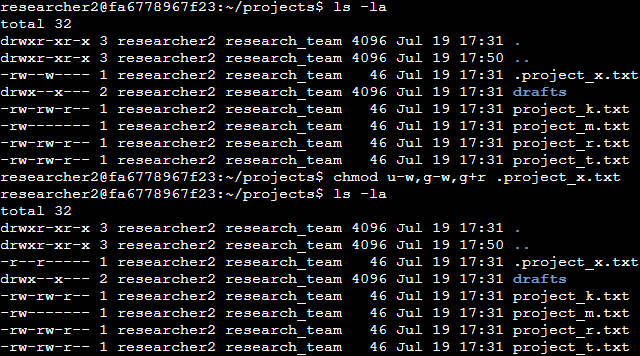 researcher2@fa6778967f23:~/projects$ ls -la
total 32
drwxr-xr-x 3 researcher2 research_team 4096 Jul 19 17:31 .
drwxr-xr-x 3 researcher2 research_team 4096 Jul 19 17:50 ..
-rw--w---- 1 researcher2 research_team   46 Jul 19 17:31 .project_x.txt
drwx--x--- 2 researcher2 research_team 4096 Jul 19 17:31 drafts
-rw-rw-r-- 1 researcher2 research_team   46 Jul 19 17:31 project_k.txt
-rw------- 1 researcher2 research_team   46 Jul 19 17:31 project_m.txt
-rw-rw-r-- 1 researcher2 research_team   46 Jul 19 17:31 project_r.txt
-rw-rw-r-- 1 researcher2 research_team   46 Jul 19 17:31 project_t.txt
researcher2@fa6778967f23:~/projects$ chmod u-w,g-w,g+r .project_x.txt
researcher2@fa6778967f23:~/projects$ ls -la
total 32
drwxr-xr-x 3 researcher2 research_team 4096 Jul 19 17:31 .
drwxr-xr-x 3 researcher2 research_team 4096 Jul 19 17:50 ..
-r--r----- 1 researcher2 research_team   46 Jul 19 17:31 .project_x.txt
drwx--x--- 2 researcher2 research_team 4096 Jul 19 17:31 drafts
-rw-rw-r-- 1 researcher2 research_team   46 Jul 19 17:31 project_k.txt
-rw------- 1 researcher2 research_team   46 Jul 19 17:31 project_m.txt
-rw-rw-r-- 1 researcher2 research_team   46 Jul 19 17:31 project_r.txt
-rw-rw-r-- 1 researcher2 research_team   46 Jul 19 17:31 project_t.txt